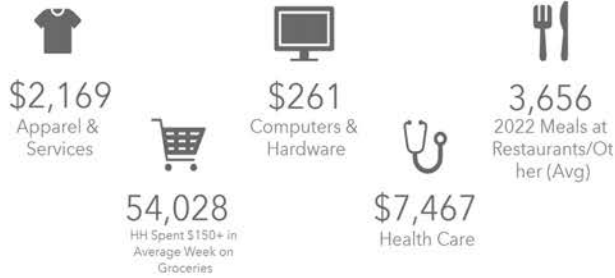 $2,169
Apparel &
Services
54,028
HH Spent $150+ in
Average Week on
Groceries
$261
Computers &
Hardware
$7,467
Health Care
3,656
2022 Meals at
Restaurants/Ot
her (Avg)